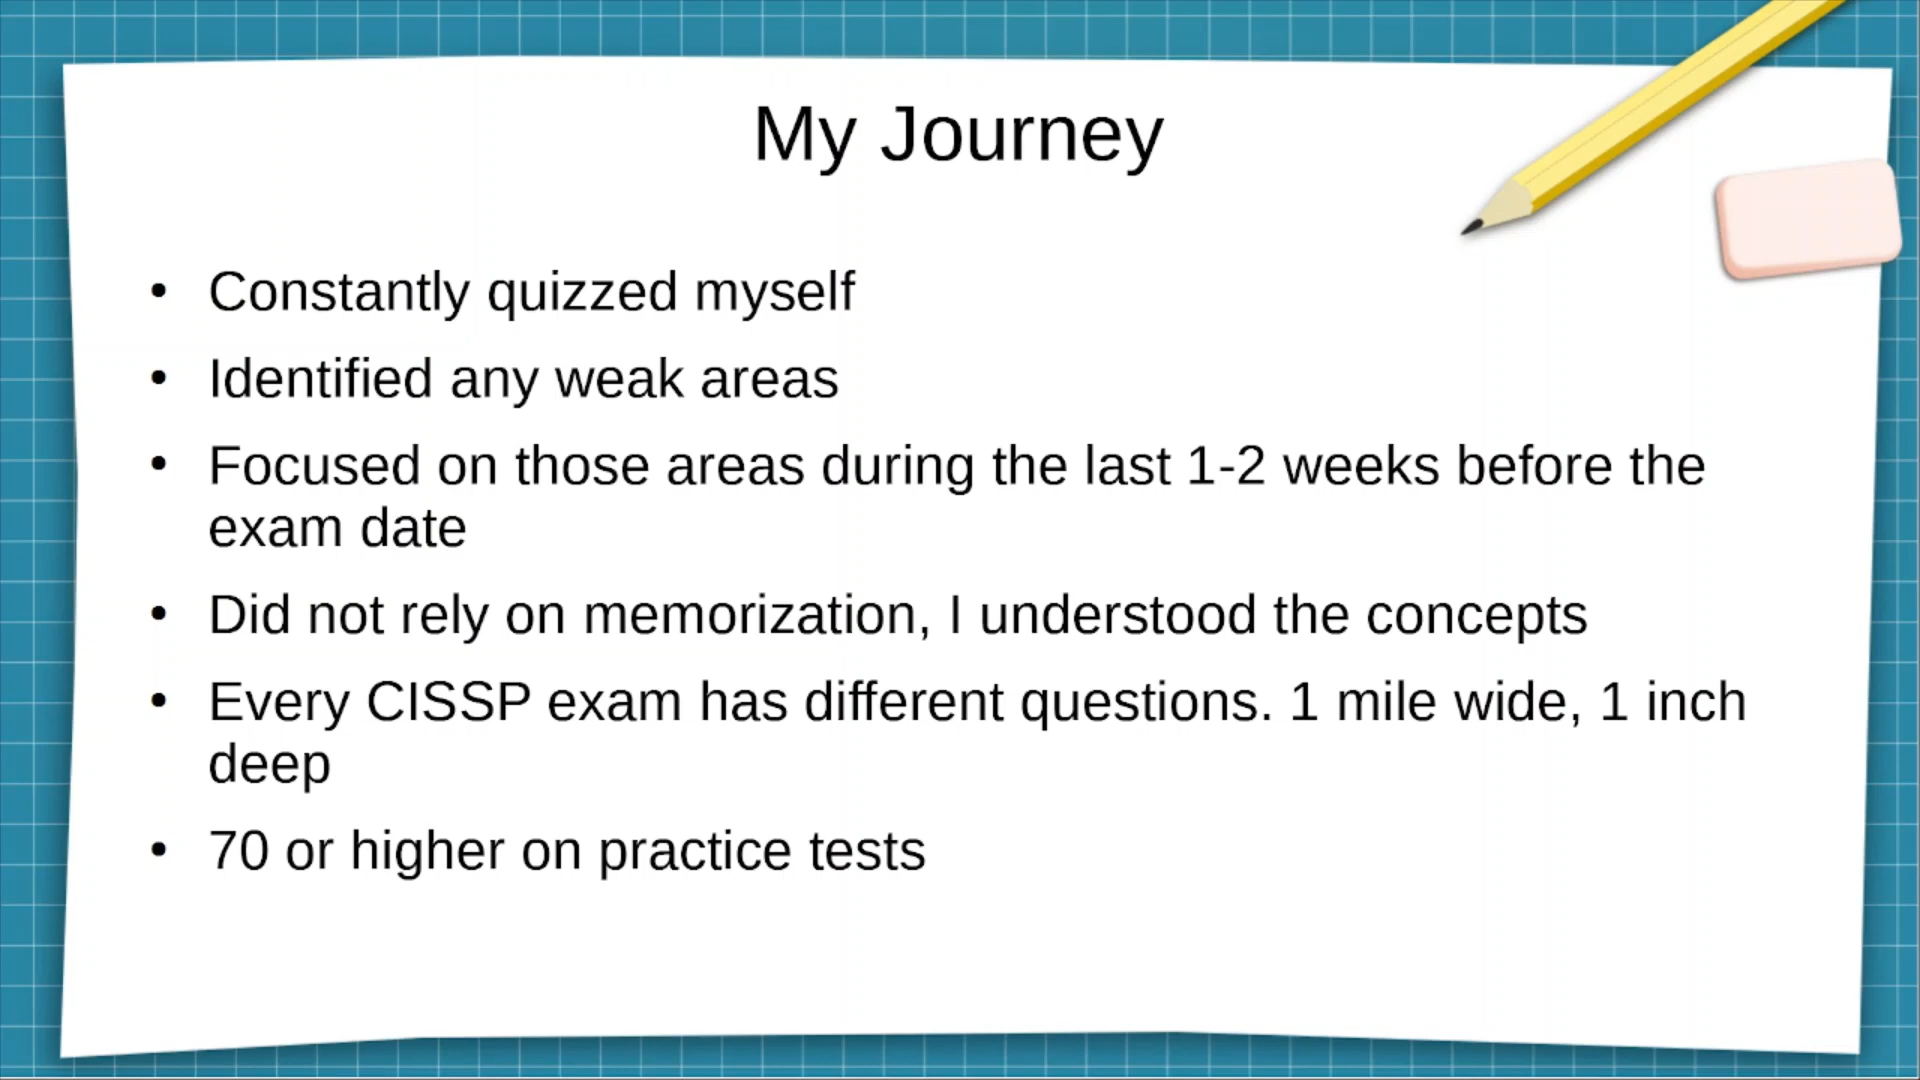 My Journey
• Constantly quizzed myself
• Identified any weak areas
• Focused on those areas during the last 1-2 weeks before the
exam date
• Did not rely on memorization, I understood the concepts
• Every CISSP exam has different questions. 1 mile wide, 1 inch
deep
• 70 or higher on practice tests